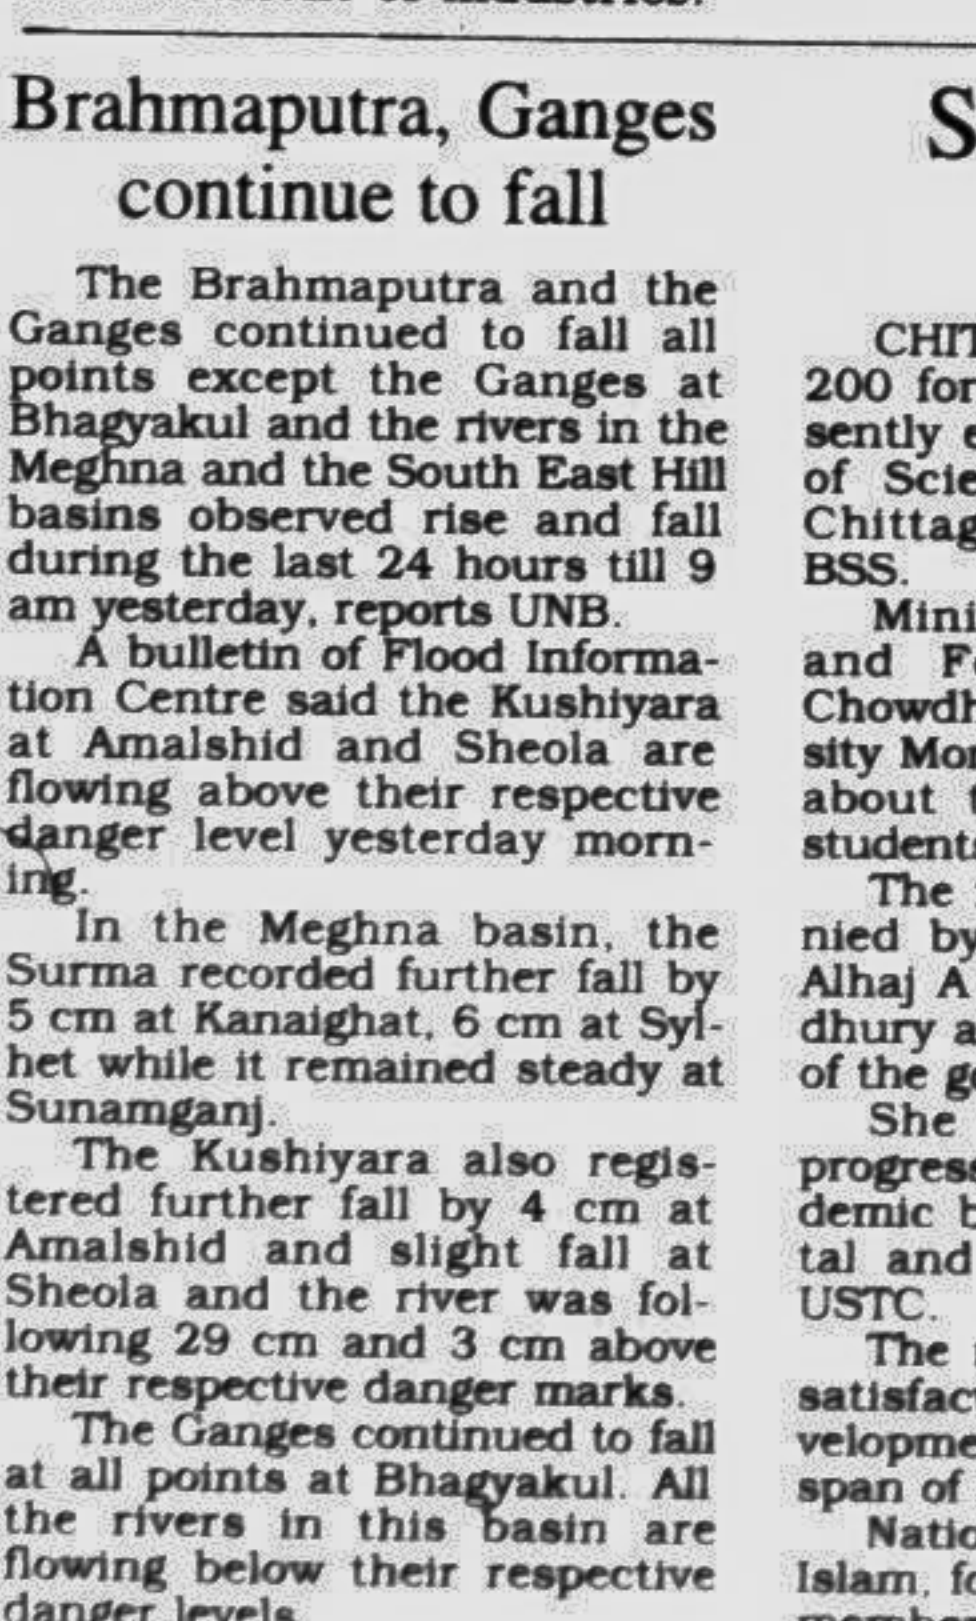 Brahmaputra, Ganges
continue to fall
The Brahmaputra and the
Ganges continued to fall all
points except the Ganges at
Bhagyakul and the rivers in the
Meghna and the South East Hill
basins observed rise and fall
during the last 24 hours till 9
am yesterday, reports UNB.
A bulletin of Flood Informa-
tion Centre said the Kushiyara
at Amalshid and Sheola are
flowing above their respective
danger level yesterday morn-
ing.
In the Meghna basin, the
Surma recorded further fall by
5 cm at Kanaighat, 6 cm at Syl-
het while it remained steady at
Sunamganj.
The Kushiyara also regis-
tered further fall by 4 cm at
Amalshid and slight fall at
Sheola and the river was fol-
lowing 29 cm and 3 cm above
their respective danger marks.
The Ganges continued to fall
at all points at Bhagyakul. All
the rivers in this basin are
flowing below their respective
danger levels.
S
CHIT
200 for
sently e
of Scie
Chittag
BSS.
Mini
and F
Chowdh
sity Mor
about t
students
The
nied by
Alhaj A
dhury a
of the ge
She
progress
demic b
tal and
USTC.
The
satisfact
velopme
span of
Natio
Islam, fo